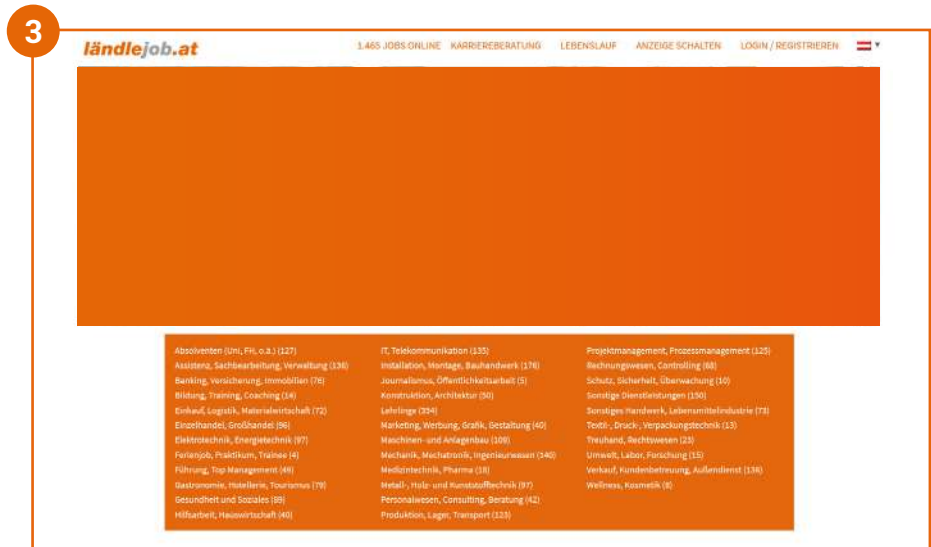 3
ländlejob.at
1.465 JOBS ONLINE KARRIEREBERATUNG LEBENSLAUF ANZEIGE SCHALTEN LOGIN / REGISTRIEREN
Absolventen (Uni, FH, o.ä.) (127)
Assistenz, Sachbearbeitung, Verwaltung (136)
Banking, Versicherung, Immobilien (76)
Bildung, Training, Coaching (14)
Einkauf, Logistik, Materialwirtschaft (72)
Einzelhandel, Großhandel (96)
Elektrotechnik, Energietechnik (97)
Ferienjob, Praktikum, Trainee (4)
Führung, Top Management (49)
Gastronomie, Hotellerie, Tourismus (79)
Gesundheit und Soziales (89)
Hilfsarbeit, Hauswirtschaft (40)
IT, Telekommunikation (135)
Installation, Montage, Bauhandwerk (176)
Journalismus, Öffentlichkeitsarbeit (5)
Konstruktion, Architektur (50)
Lehrlinge (354)
Marketing, Werbung, Grafik, Gestaltung (40)
Maschinen- und Anlagenbau (109)
Mechanik, Mechatronik, Ingenieurwesen (140)
Medizintechnik, Pharma (18)
Metall-, Holz- und Kunststofftechnik (97)
Personalwesen, Consulting, Beratung (42)
Produktion, Lager, Transport (123)
Projektmanagement, Prozessmanagement (125)
Rechnungswesen, Controlling (68)
Schutz, Sicherheit, Überwachung (10)
Sonstige Dienstleistungen (150)
Sonstiges Handwerk, Lebensmittelindustrie (73)
Textil-, Druck-, Verpackungstechnik (13)
Treuhand, Rechtswesen (23)
Umwelt, Labor, Forschung (15)
Verkauf, Kundenbetreuung, Außendienst (136)
Wellness, Kosmetik (8)